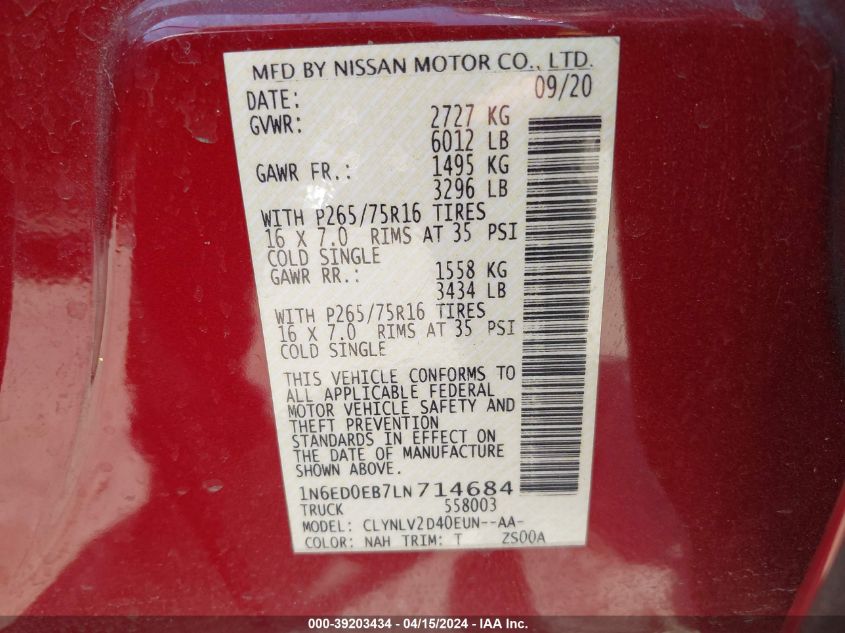 MFD BY NISSAN MOTOR CO., LTD.
DATE: 09/20
GVWR: 2727 KG
6012 LB
GAWR FR.: 1495 KG
3296 LB
WITH P265/75R16 TIRES
16 X 7.0 RIMS AT 35 PSI
COLD SINGLE
GAWR RR.: 1558 KG
3434 LB
WITH P265/75R16 TIRES
16 X 7.0 RIMS AT 35 PSI
COLD SINGLE
THIS VEHICLE CONFORMS TO
ALL APPLICABLE FEDERAL
MOTOR VEHICLE SAFETY AND
THEFT PREVENTION
STANDARDS IN EFFECT ON
THE DATE OF MANUFACTURE
SHOWN ABOVE.
1N6ED0EB7LN714684
TRUCK 558003
MODEL: CLYNLV2D40EUN--AA-
COLOR: NAH TRIM: T ZS00A
000-39203434 - 04/15/2024 - IAA Inc.